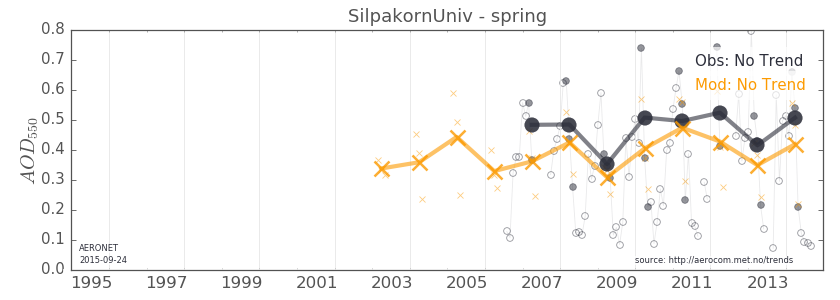 SilpakornUniv - spring
0.8
0.7
0.6
0.5
0.4
0.3
0.2
0.1
0.0
AOD550
Obs: No Trend
Mod: No Trend
AERONET
2015-09-24
source: http://aerocom.met.no/trends
1995 1997 1999 2001 2003 2005 2007 2009 2011 2013